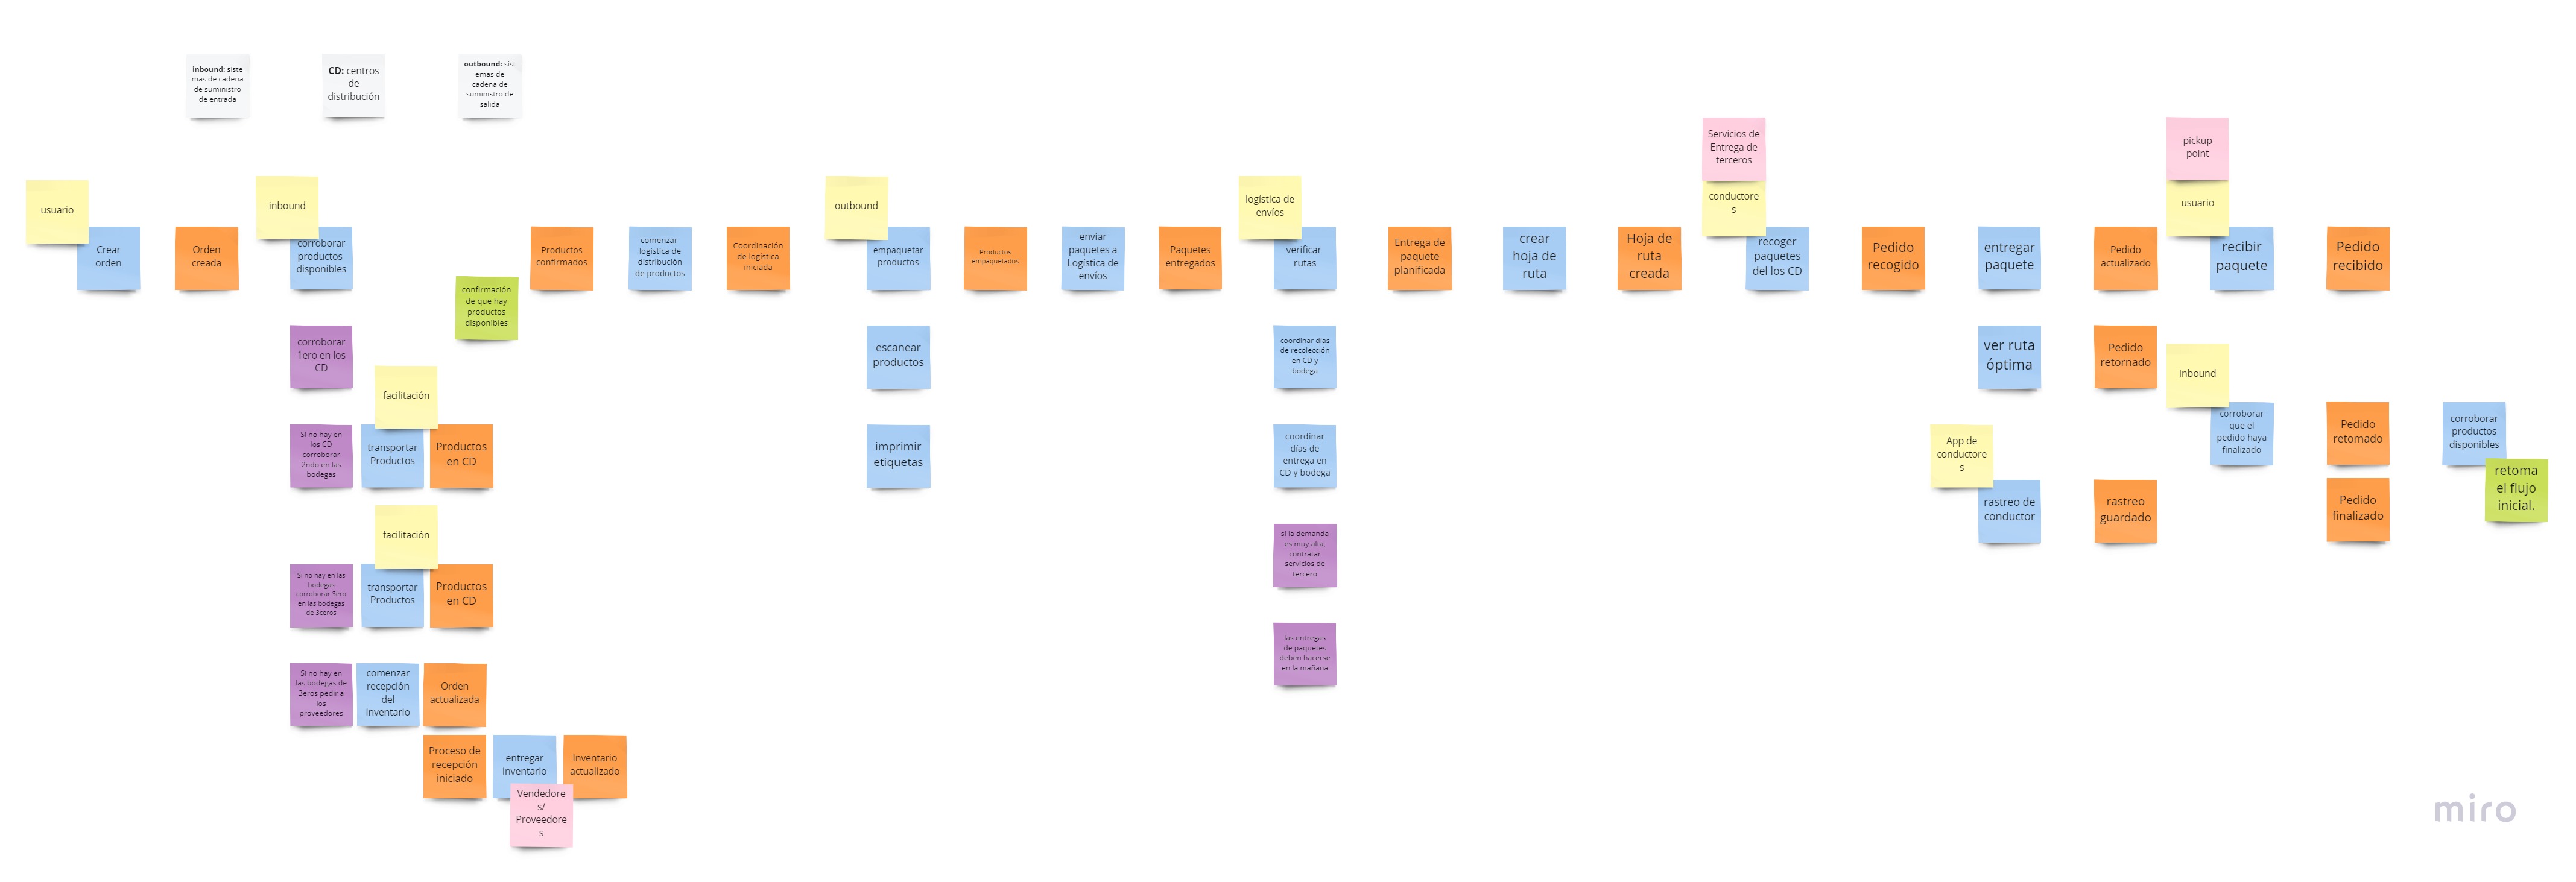 inbound: siste
mas de cadena
de suministro
de entrada
CD: centros
de
distribución
outbound: sist
emas de
cadena de
suministro de
salida
usuario
Crear
orden
Orden
creada
inbound
corroborar
productos
disponibles
corroborar
1ero en los
CD
facilitación
Si no hay en
los CD
corroborar
2ndo en las
bodegas
transportar
Productos
Productos
en CD
facilitación
Si no hay en las
bodegas
corroborar 3ero
en las bodegas
de 3ceros
transportar
Productos
Productos
en CD
Si no hay en
las bodegas de
3eros pedir a
los
proveedores
comenzar
recepción
del
inventario
Orden
actualizada
Proceso de
recepción
iniciado
entregar
inventario
Inventario
actualizado
Vendedore
s/
Proveedore
s
confirmación
de que hay
productos
disponibles
Productos
confirmados
comenzar
logistica de
distribución
de productos
Coordinación
de logística
iniciada
outbound
empaquetar
productos
escanear
productos
imprimir
etiquetas
Productos
empaquetados
enviar
paquetes a
Logística de
envíos
Paquetes
entregados
logística de
envíos
verificar
rutas
coordinar días
de recolección
en CD y
bodega
coordinar
días de
entrega en
CD y bodega
si la demanda
es muy alta,
contratar
servicios de
tercero
las entregas
de paquetes
deben hacerse
en la mañana
Entrega de
paquete
planificada
crear
hoja de
ruta
Hoja de
ruta
creada
Servicios de
Entrega de
terceros
conductore
s
recoger
paquetes
del los CD
Pedido
recogido
entregar
paquete
ver ruta
óptima
App de
conductore
s
rastreo de
conductor
Pedido
actualizado
Pedido
retornado
rastreo
guardado
pickup
point
usuario
recibir
paquete
Pedido
recibido
inbound
corroborar
que el
pedido haya
finalizado
Pedido
retomado
Pedido
finalizado
corroborar
productos
disponibles
retoma
el flujo
inicial.
miro